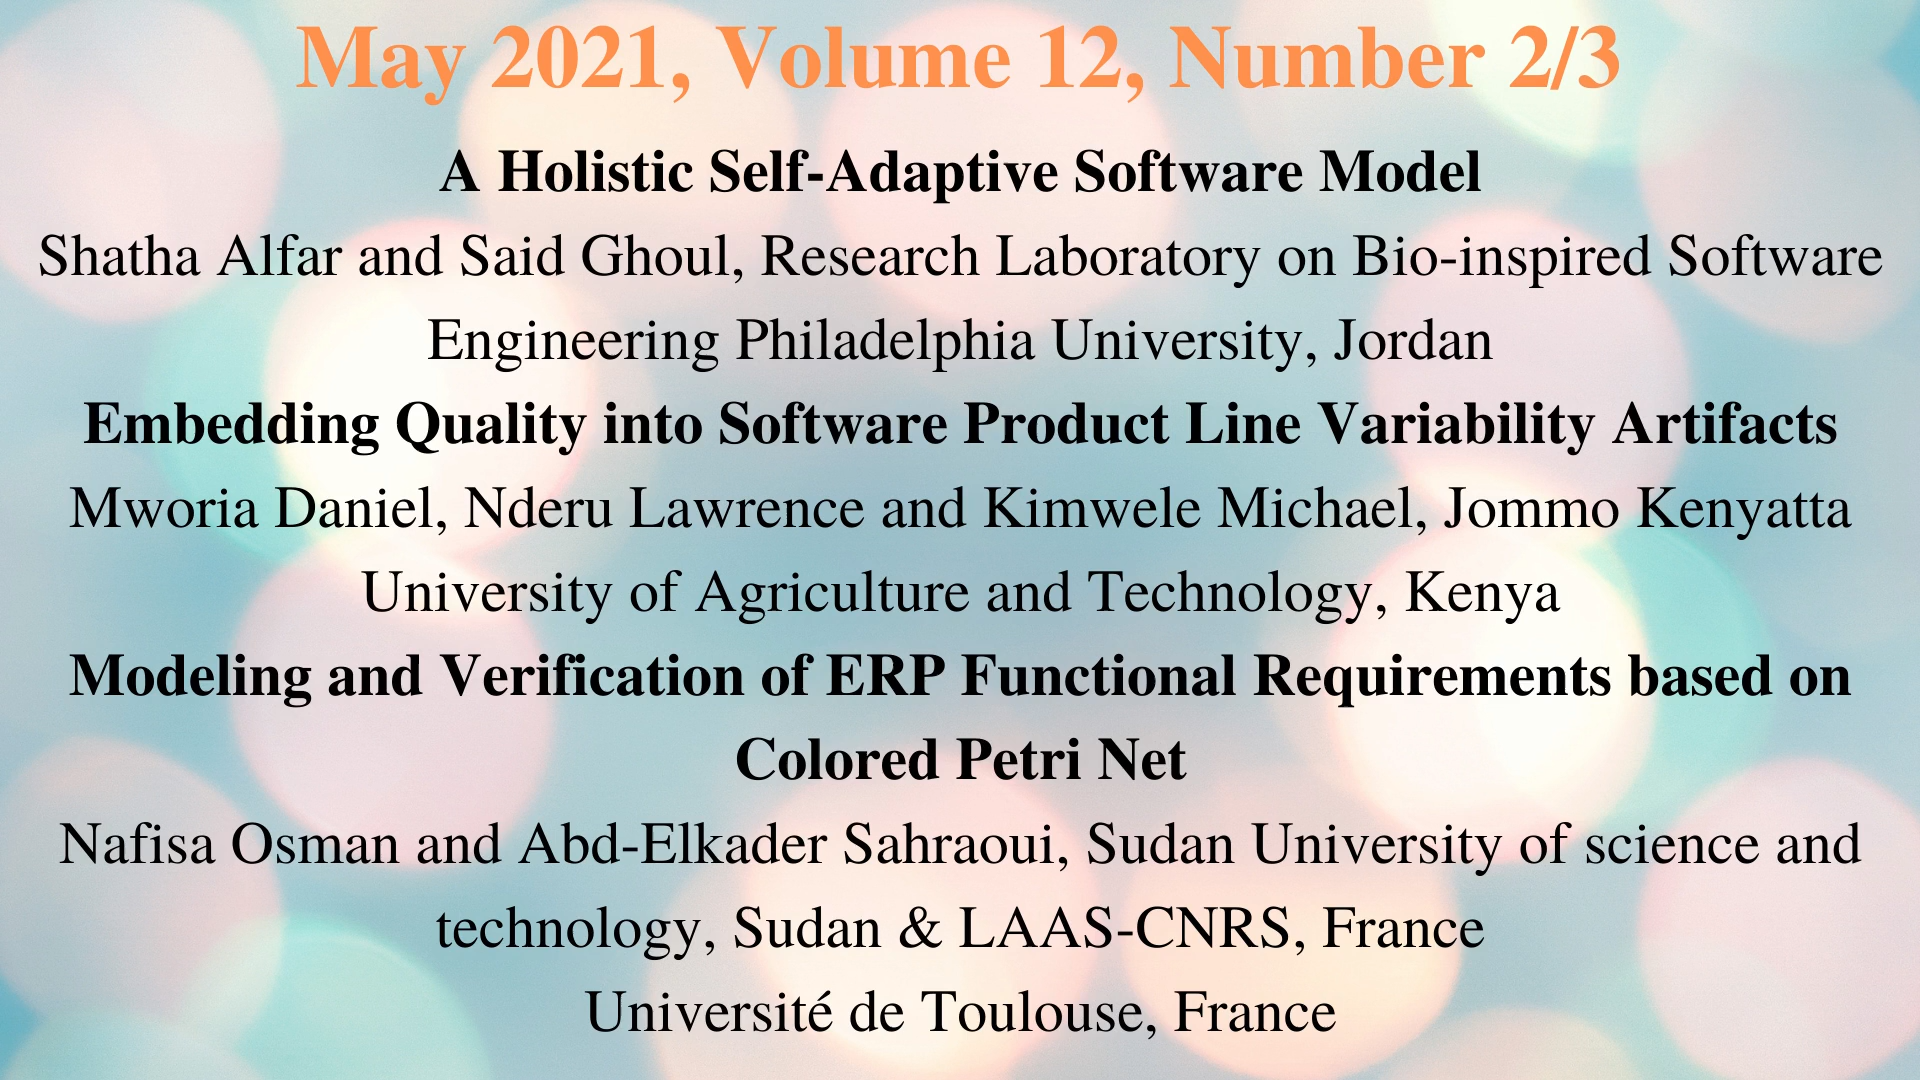 May 2021, Volume 12, Number 2/3
A Holistic Self-Adaptive Software Model
Shatha Alfar and Said Ghoul, Research Laboratory on Bio-inspired Software
Engineering Philadelphia University, Jordan
Embedding Quality into Software Product Line Variability Artifacts
Mworia Daniel, Nderu Lawrence and Kimwele Michael, Jommo Kenyatta
University of Agriculture and Technology, Kenya
Modeling and Verification of ERP Functional Requirements based on
Colored Petri Net
Nafisa Osman and Abd-Elkader Sahraoui, Sudan University of science and
technology, Sudan & LAAS-CNRS, France
Université de Toulouse, France